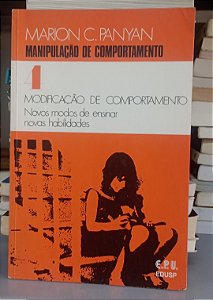 MARION C. PANYAN
MANIPULAÇÃO DE COMPORTAMENTO
4
MODIFICAÇÃO DE COMPORTAMENTO
Novos modos de ensinar
novas habilidades
E.P.U.
EDUSP